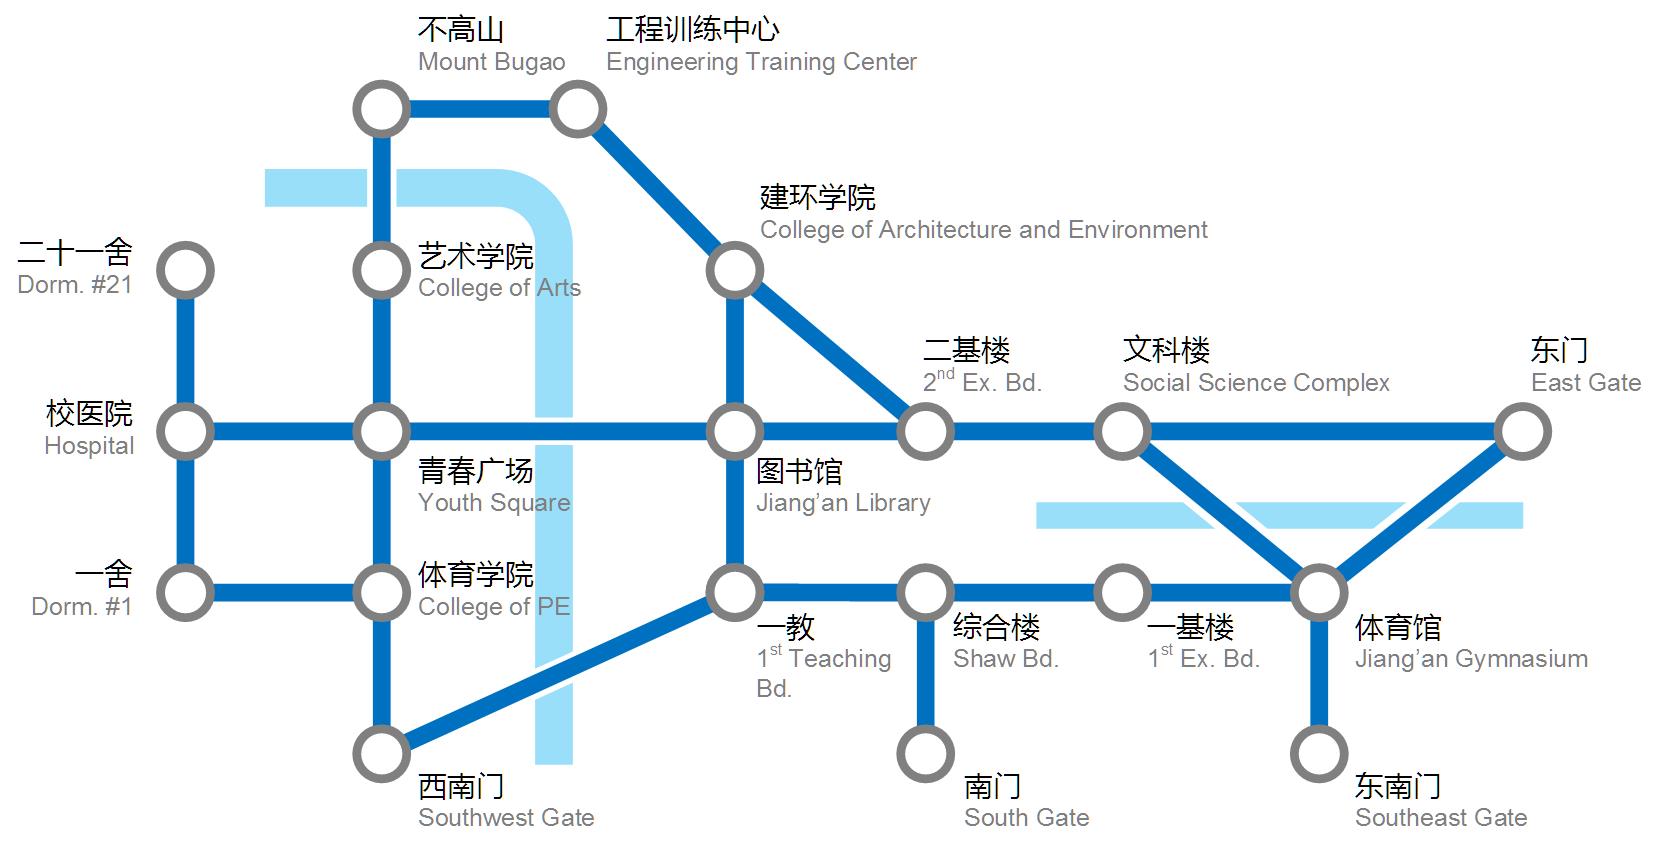 不高山
Mount Bugao
工程训练中心
Engineering Training Center
建环学院
College of Architecture and Environment
二十一舍
Dorm. #21
艺术学院
College of Arts
二基楼
2nd Ex. Bd.
文科楼
Social Science Complex
东门
East Gate
校医院
Hospital
青春广场
Youth Square
图书馆
Jiang’an Library
一舍
Dorm. #1
体育学院
College of PE
一教
1st Teaching
Bd.
综合楼
Shaw Bd.
一基楼
1st Ex. Bd.
体育馆
Jiang’an Gymnasium
西南门
Southwest Gate
南门
South Gate
东南门
Southeast Gate